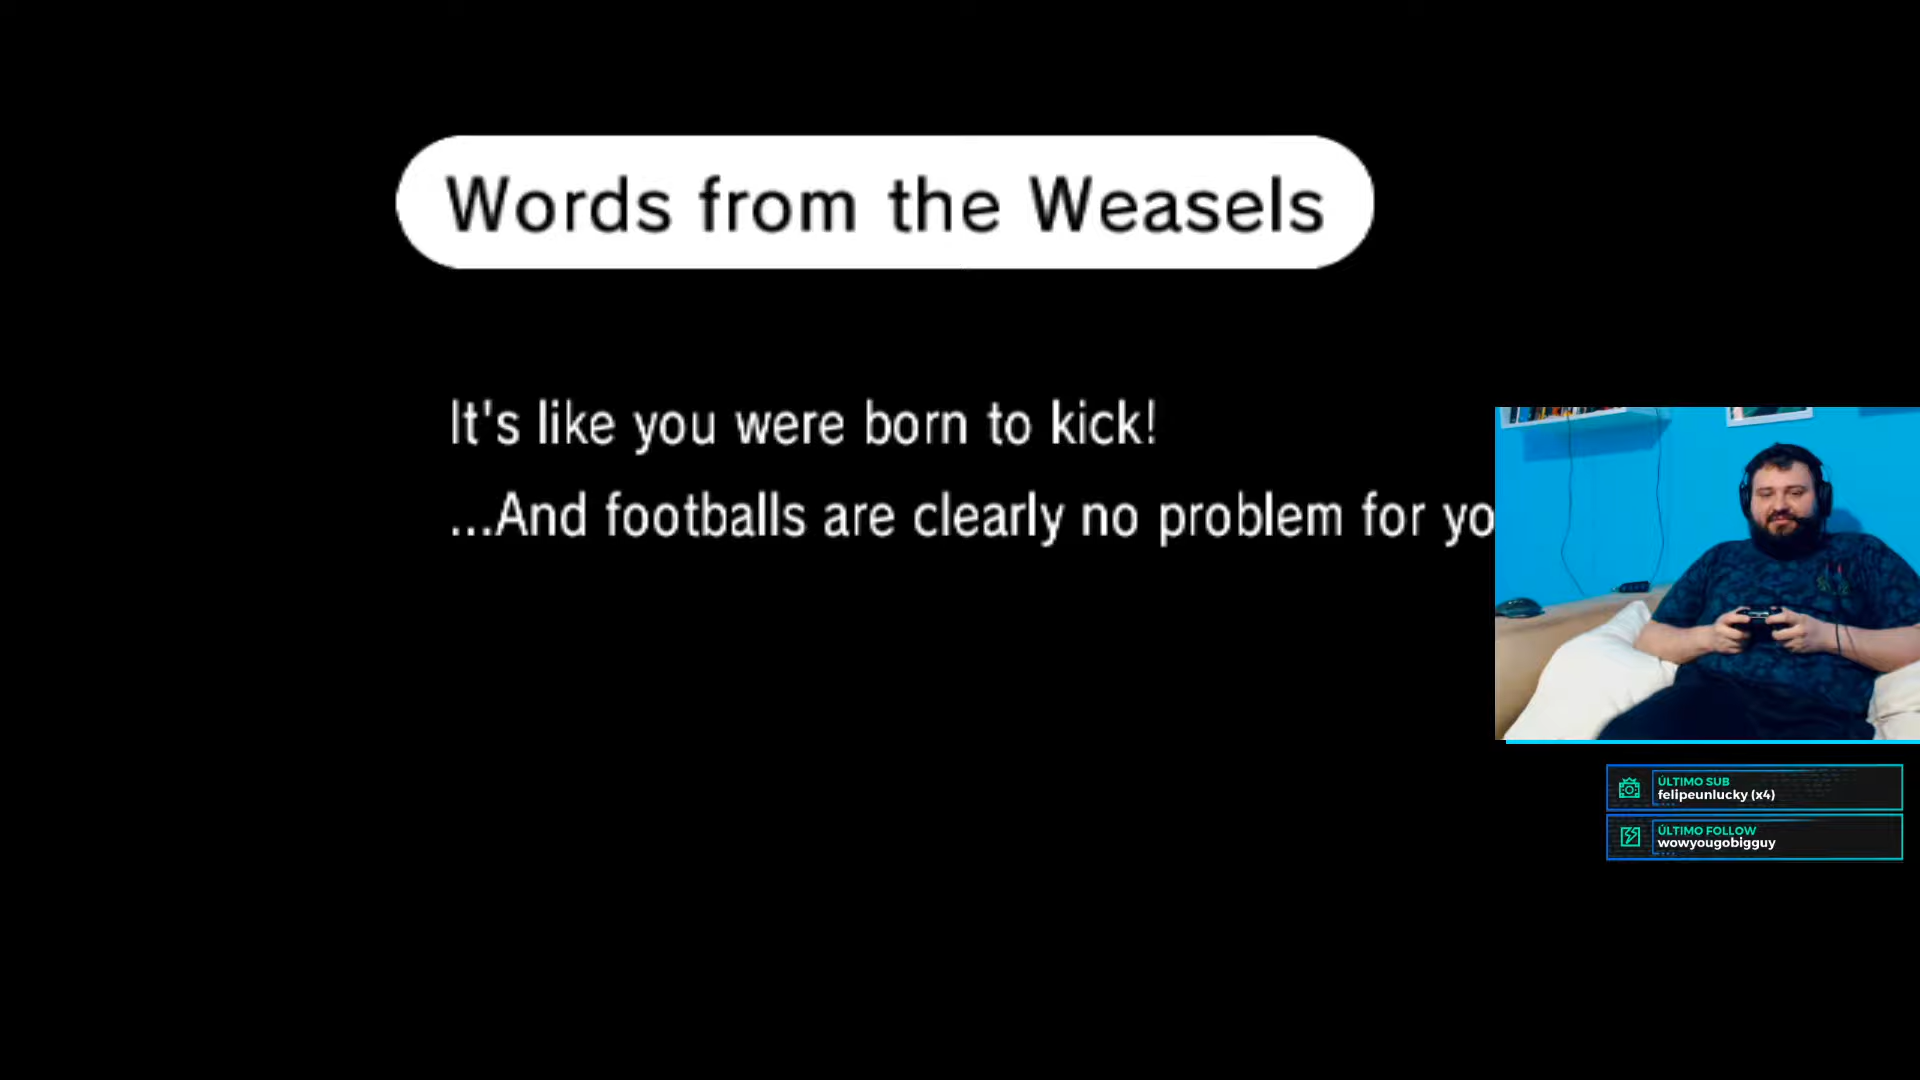 Words from the Weasels
It's like you were born to kick!
...And footballs are clearly no problem for yo
ÚLTIMO SUB
felipeunlucky (x4)
ÚLTIMO FOLLOW
wowyougobigguy